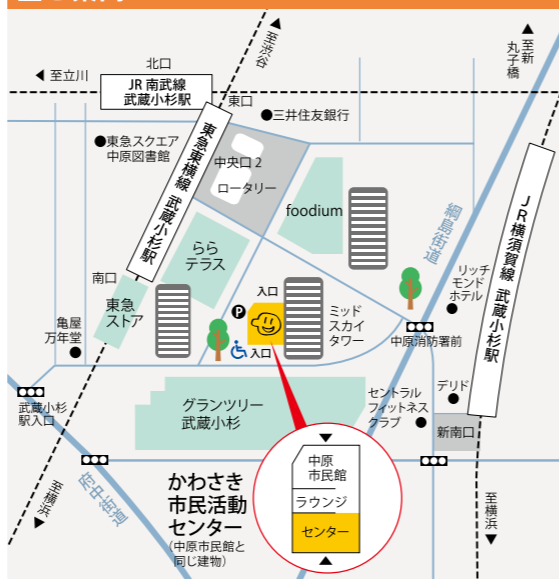 至渋谷
至新
丸子橋
北口
至立川
JR 南武線
武蔵小杉駅
東口
三井住友銀行
東急スクエア
中原図書館
中央口 2
ロータリー
東急東横線 武蔵小杉駅
foodium
綱島街道
JR横須賀線 武蔵小杉駅
らら
テラス
リッチ
モンド
ホテル
南口
東急
ストア
入口
P
ミッド
スカイ
タワー
亀屋
万年堂
入口
中原消防署前
デリド
武蔵小杉
駅入口
グランツリー
武蔵小杉
セントラル
フィットネス
クラブ
新南口
府中街道
至横浜
至横浜
かわさき
市民活動
センター
(中原市民館と
同じ建物)
中原
市民館
ラウンジ
センター